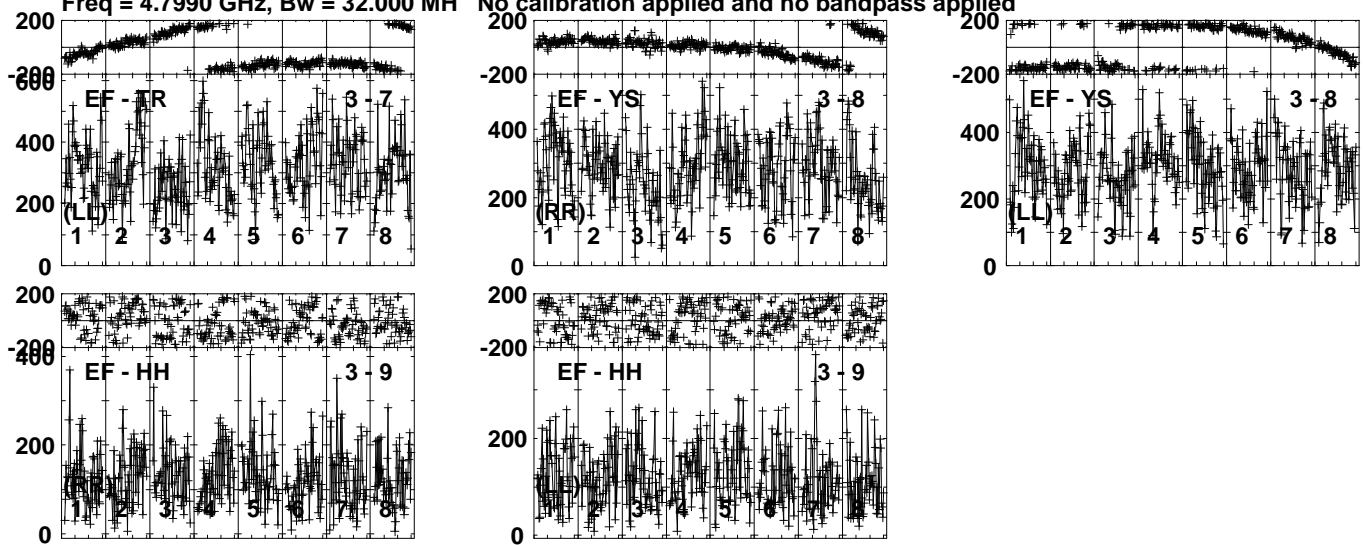 Freq = 4.7990 GHz, Bw = 32.000 MH No calibration applied and no bandpass applied
200
-200
600
400
200
0
EF - TR 3 - 7
(LL)
1 2 3 4 5 6 7 8
200
-200
400
200
0
EF - YS 3 - 8
(RR)
1 2 3 4 5 6 7 8
200
-200
400
200
0
EF - YS 3 - 8
(LL)
1 2 3 4 5 6 7 8
200
-200
400
200
0
EF - HH 3 - 9
(RR)
1 2 3 4 5 6 7 8
200
-200
200
0
EF - HH 3 - 9
(LL)
1 2 3 4 5 6 7 8